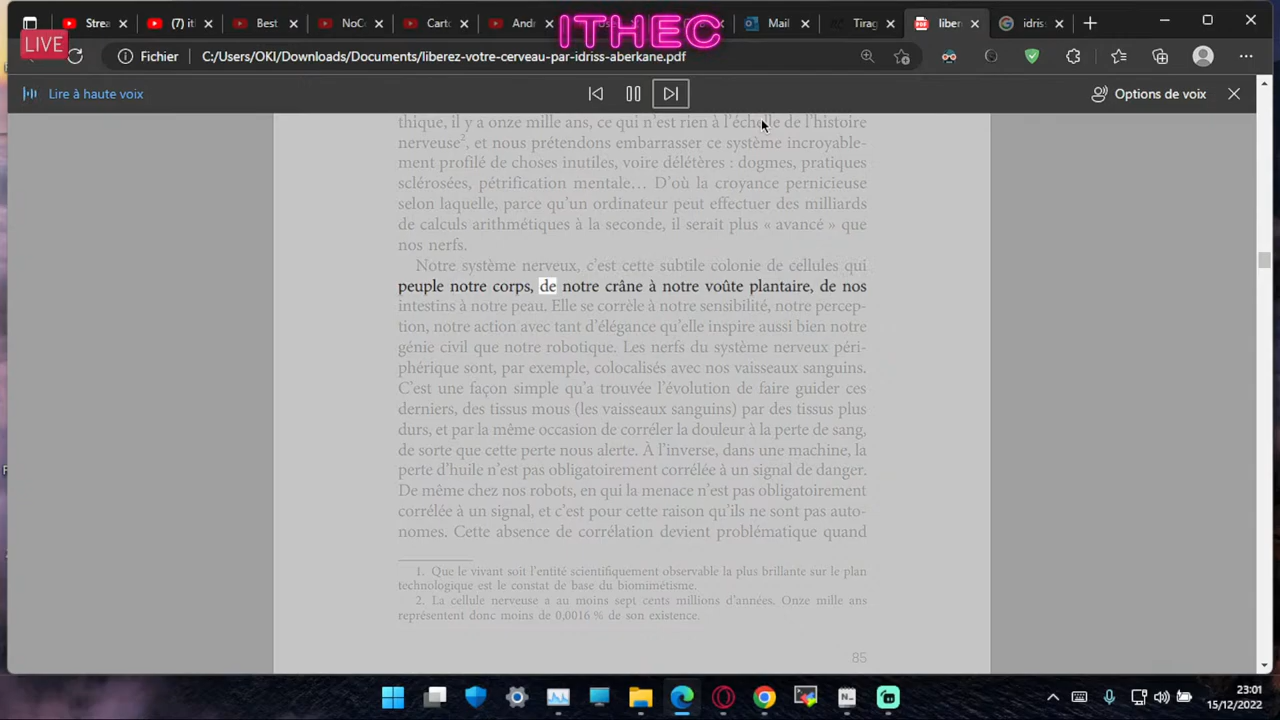 Strea
(7) it
Best
NoCo
Carto
Andr
Mail
Tirag
liber
idris
ITHEC
LIVE
Fichier
C:/Users/OKI/Downloads/Documents/liberez-votre-cerveau-par-idriss-aberkane.pdf
Lire à haute voix
Options de voix
thique, il y a onze mille ans, ce qui n'est rien à l'échelle de l'histoire
nerveuse², et nous prétendons embarrasser ce système incroyable-
ment profilé de choses inutiles, voire délétères : dogmes, pratiques
sclérosées, pétrification mentale… D'où la croyance pernicieuse
selon laquelle, parce qu'un ordinateur peut effectuer des milliards
de calculs arithmétiques à la seconde, il serait plus « avancé » que
nos nerfs.
Notre système nerveux, c'est cette subtile colonie de cellules qui
peuple notre corps, de notre crâne à notre voûte plantaire, de nos
intestins à notre peau. Elle se corrèle à notre sensibilité, notre percep-
tion, notre action avec tant d'élégance qu'elle inspire aussi bien notre
génie civil que notre robotique. Les nerfs du système nerveux péri-
phérique sont, par exemple, colocalisés avec nos vaisseaux sanguins.
C'est une façon simple qu'a trouvée l'évolution de faire guider ces
derniers, des tissus mous (les vaisseaux sanguins) par des tissus plus
durs, et par la même occasion de corréler la douleur à la perte de sang,
de sorte que cette perte nous alerte. À l'inverse, dans une machine, la
perte d'huile n'est pas obligatoirement corrélée à un signal de danger.
De même chez nos robots, en qui la menace n'est pas obligatoirement
corrélée à un signal, et c'est pour cette raison qu'ils ne sont pas auto-
nomes. Cette absence de corrélation devient problématique quand
1. Que le vivant soit l'entité scientifiquement observable la plus brillante sur le plan
technologique est le constat de base du biomimétisme.
2. La cellule nerveuse a au moins sept cents millions d'années. Onze mille ans
représentent donc moins de 0,0016 % de son existence.
85
23:01
15/12/2022